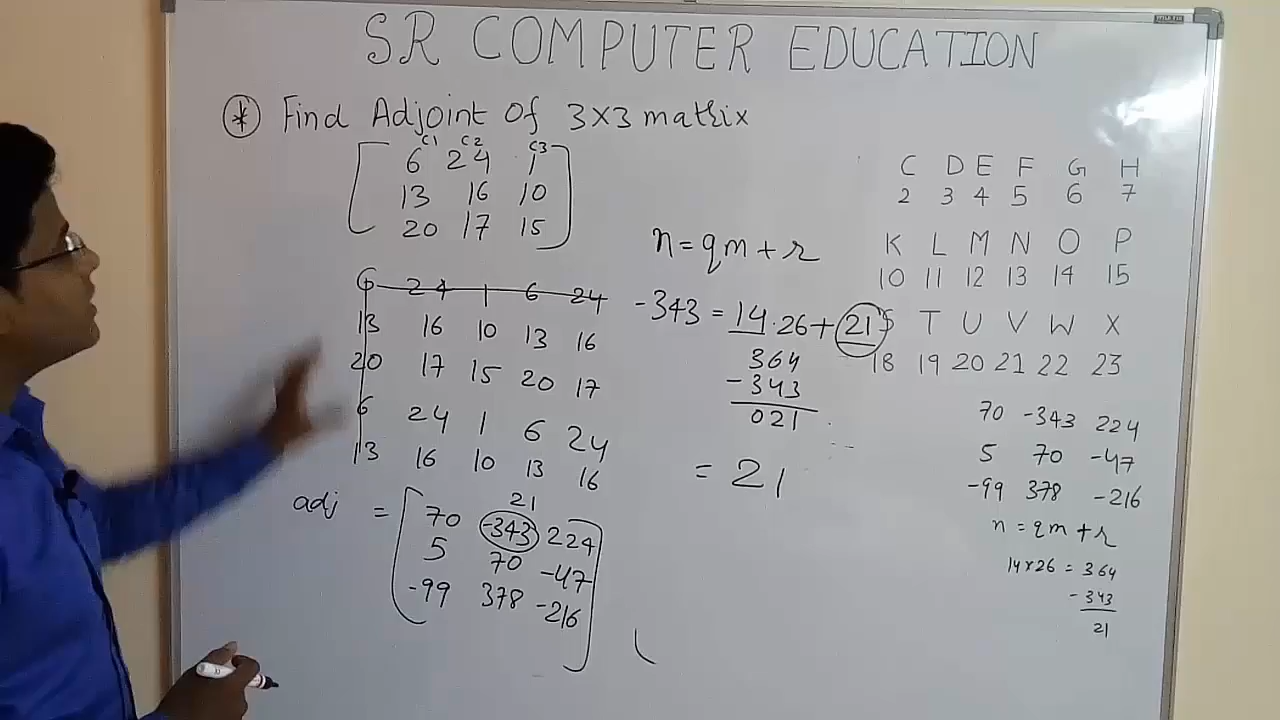 SR COMPUTER EDUCATION
* Find Adjoint Of 3x3 matrix
C1 C2 C3
6 24 1
13 16 10
20 17 15
6 24 1 6 24
13 16 10 13 16
20 17 15 20 17
6 24 1 6 24
13 16 10 13 16
adj =
21
70 -343 224
5 70 -47
-99 378 -216
n = qm + r
-343 = 14.26 + 21
364
-343
021
= 21
C D E F G H
2 3 4 5 6 7
K L M N O P
10 11 12 13 14 15
S T U V W X
18 19 20 21 22 23
70 -343 224
5 70 -47
-99 378 -216
n = qm + r
14x26 = 364
-343
21